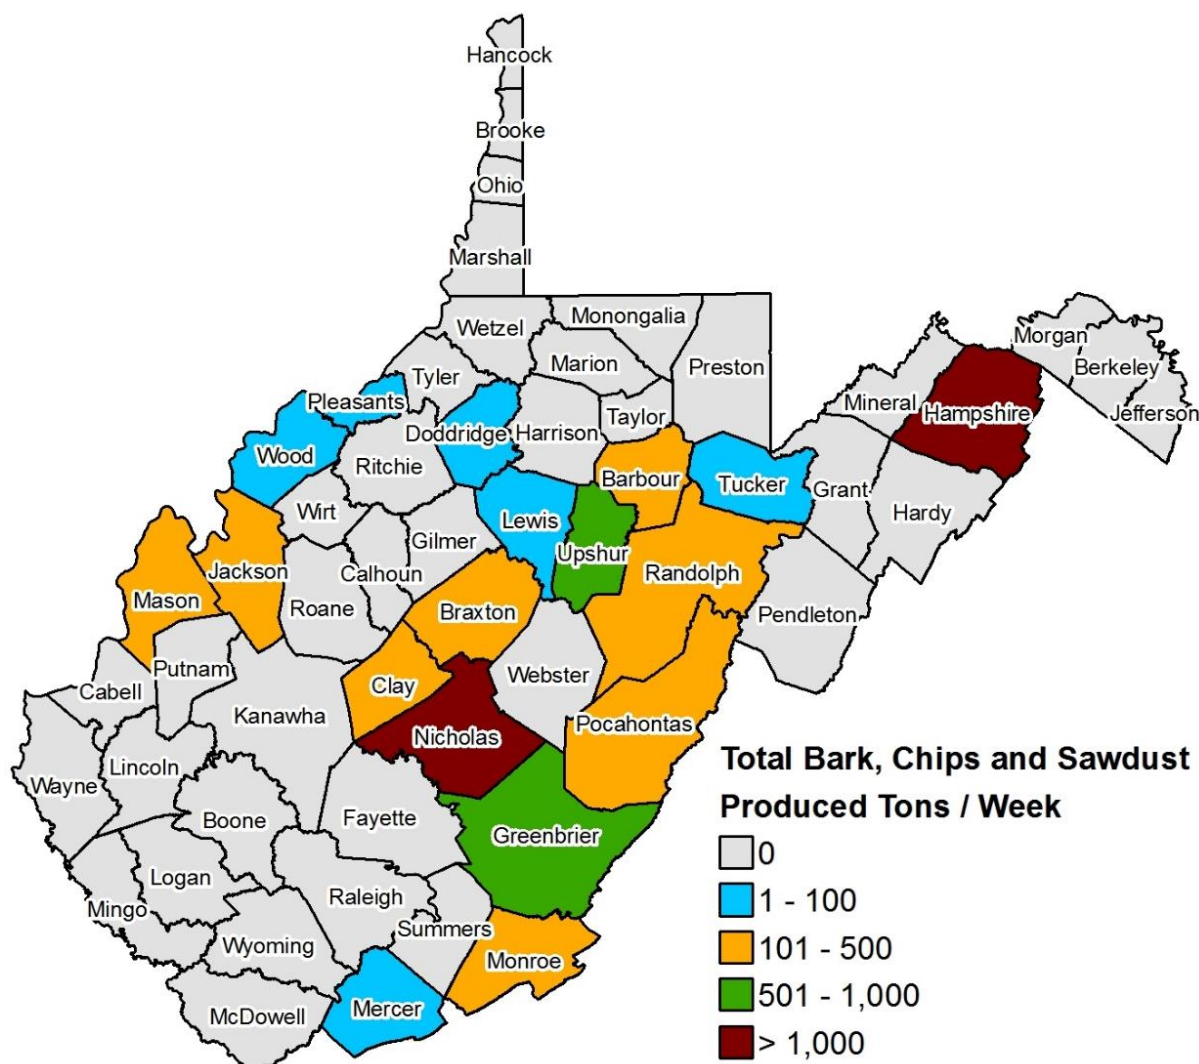 Hancock
Brooke
Ohio
Marshall
Wetzel
Monongalia
Marion
Preston
Tyler
Taylor
Pleasants
Doddridge
Harrison
Wood
Ritchie
Barbour
Tucker
Grant
Mineral
Hampshire
Morgan
Berkeley
Jefferson
Hardy
Wirt
Gilmer
Lewis
Upshur
Calhoun
Randolph
Jackson
Mason
Roane
Braxton
Pendleton
Putnam
Cabell
Clay
Webster
Kanawha
Nicholas
Pocahontas
Wayne
Lincoln
Boone
Fayette
Greenbrier
Logan
Raleigh
Mingo
Wyoming
Summers
Monroe
McDowell
Mercer
Total Bark, Chips and Sawdust
Produced Tons / Week
0
1 - 100
101 - 500
501 - 1,000
> 1,000